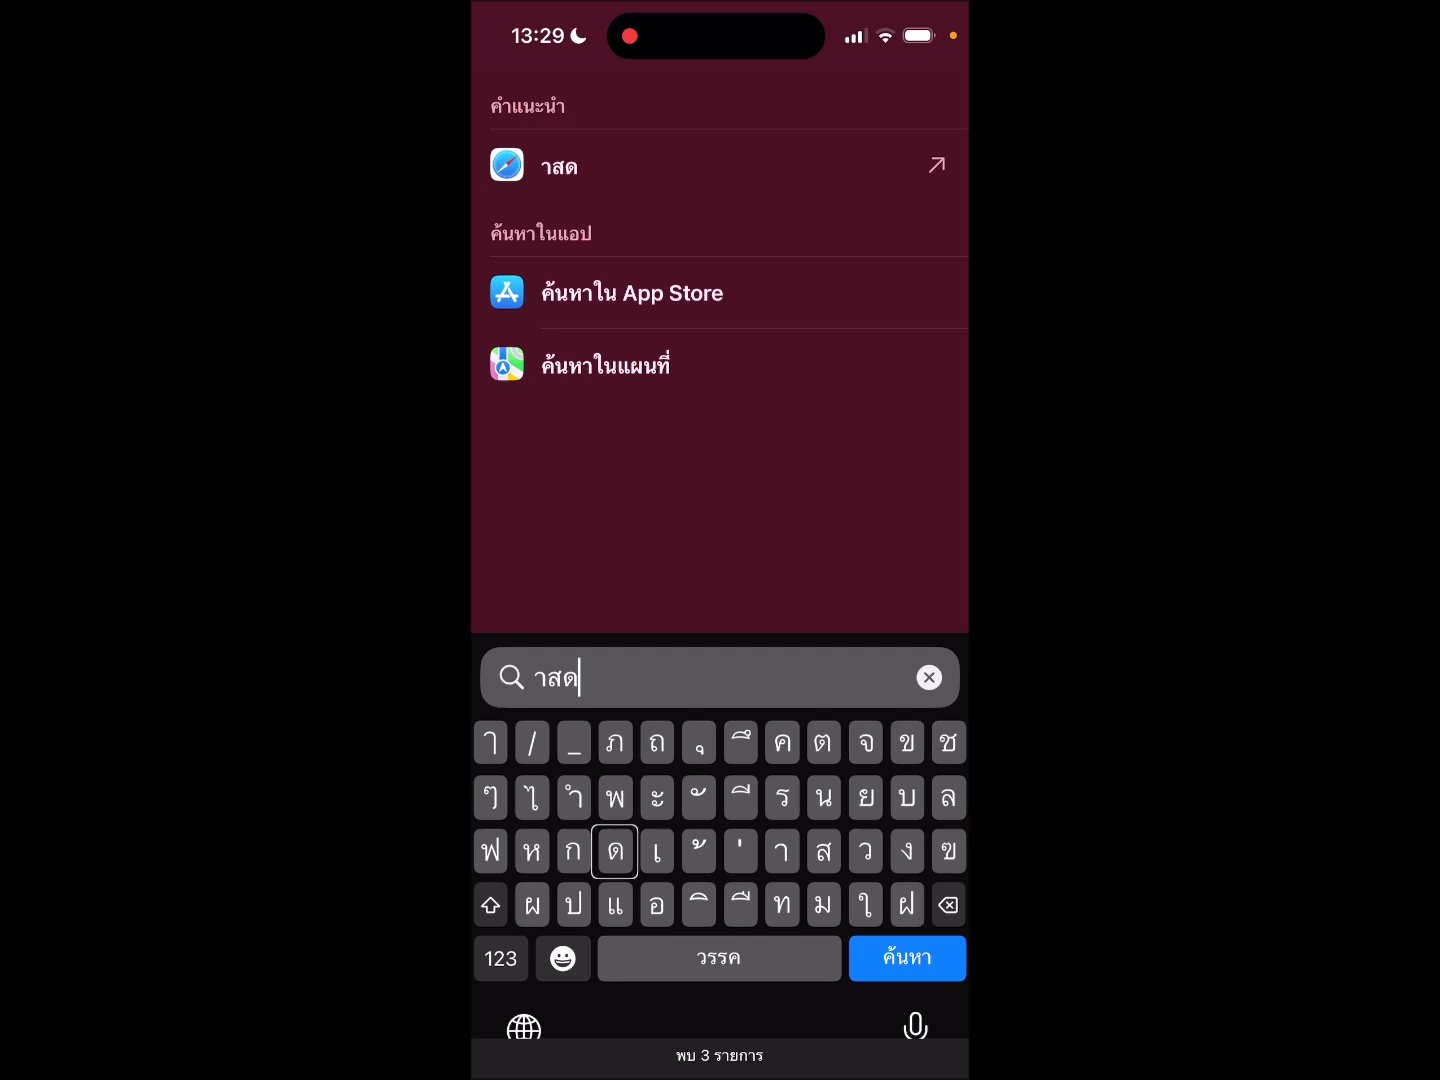 13:29
คำแนะนำ
าสด
ค้นหาในแอป
ค้นหาใน App Store
ค้นหาในแผนที่
าสด
ๅ / _ ภ ถ ุ ึ ค ต จ ข ช
ๆ ไ ำ พ ะ ั ี ร น ย บ ล
ฟ ห ก ด เ ้ ่ า ส ว ง ฃ
ผ ป แ อ ิ ื ท ม ใ ฝ
123 วรรค ค้นหา
พบ 3 รายการ